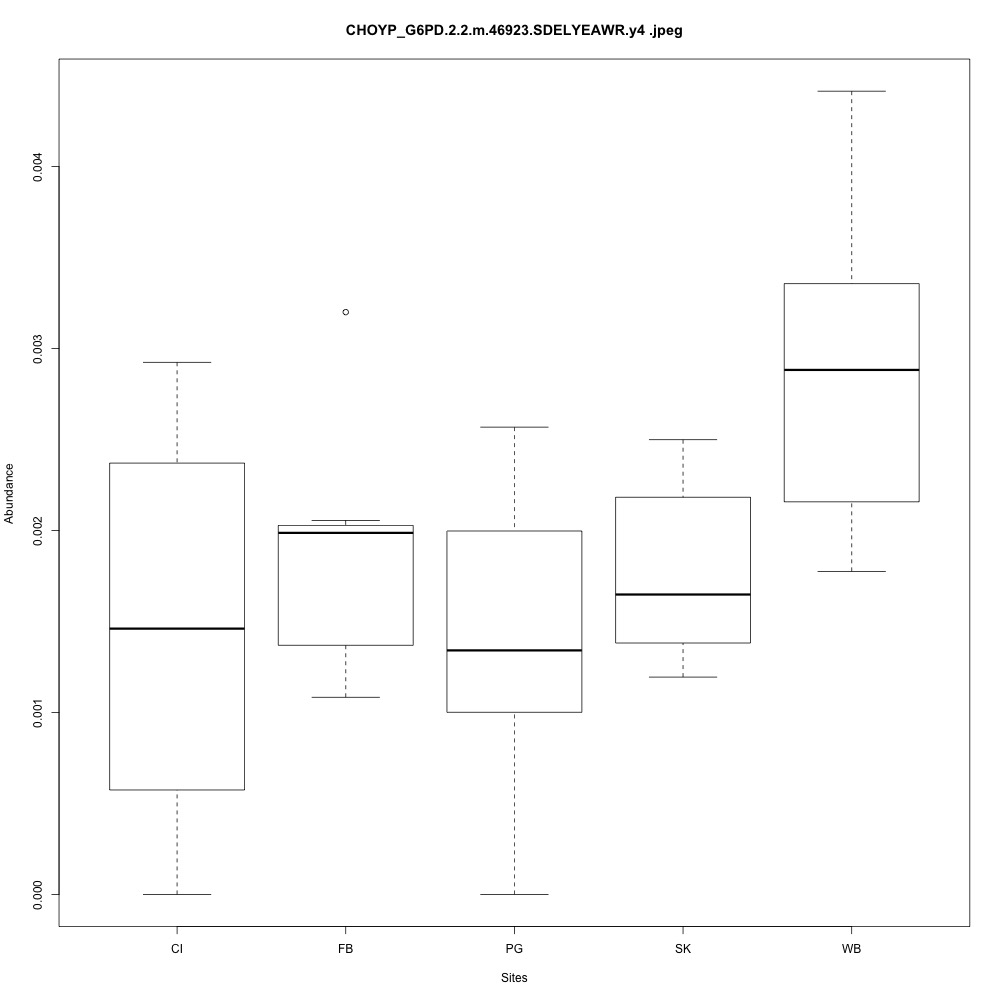 CHOYP_G6PD.2.2.m.46923.SDELYEAWR.y4 .jpeg
Abundance
0.004
0.003
0.002
0.001
0.000
CI FB PG SK WB
Sites